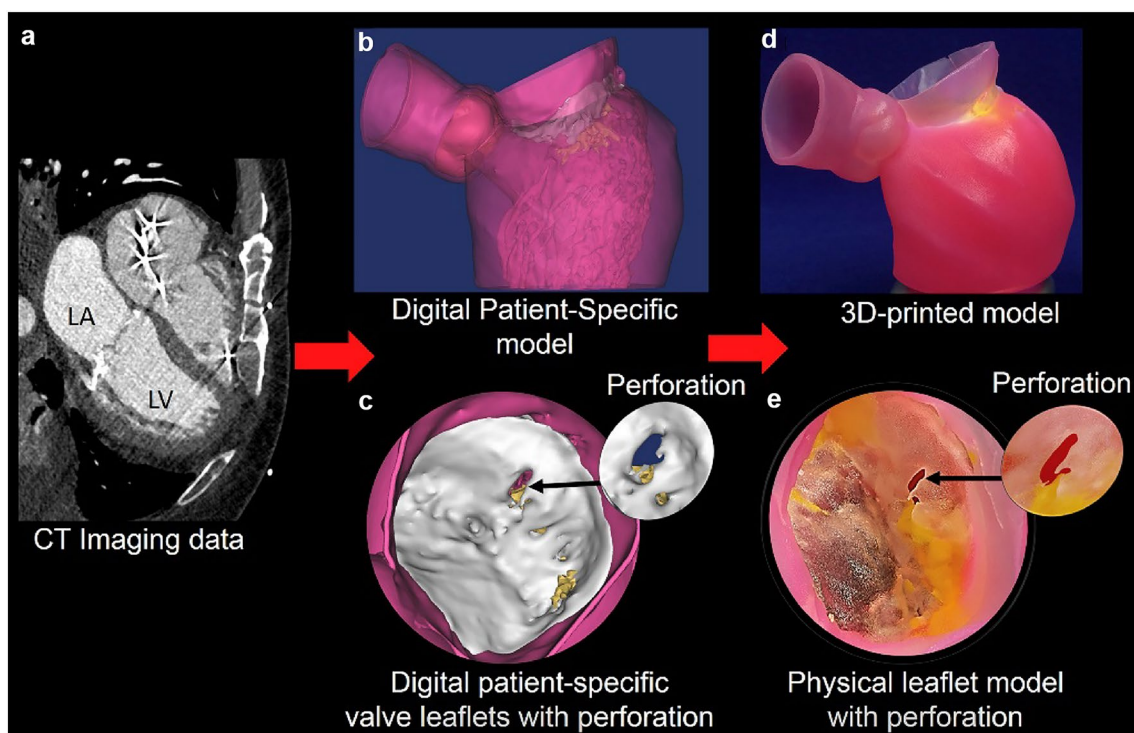 a
LA
LV
CT Imaging data
b
Digital Patient-Specific
model
c
Perforation
Digital patient-specific
valve leaflets with perforation
d
3D-printed model
e
Perforation
Physical leaflet model
with perforation